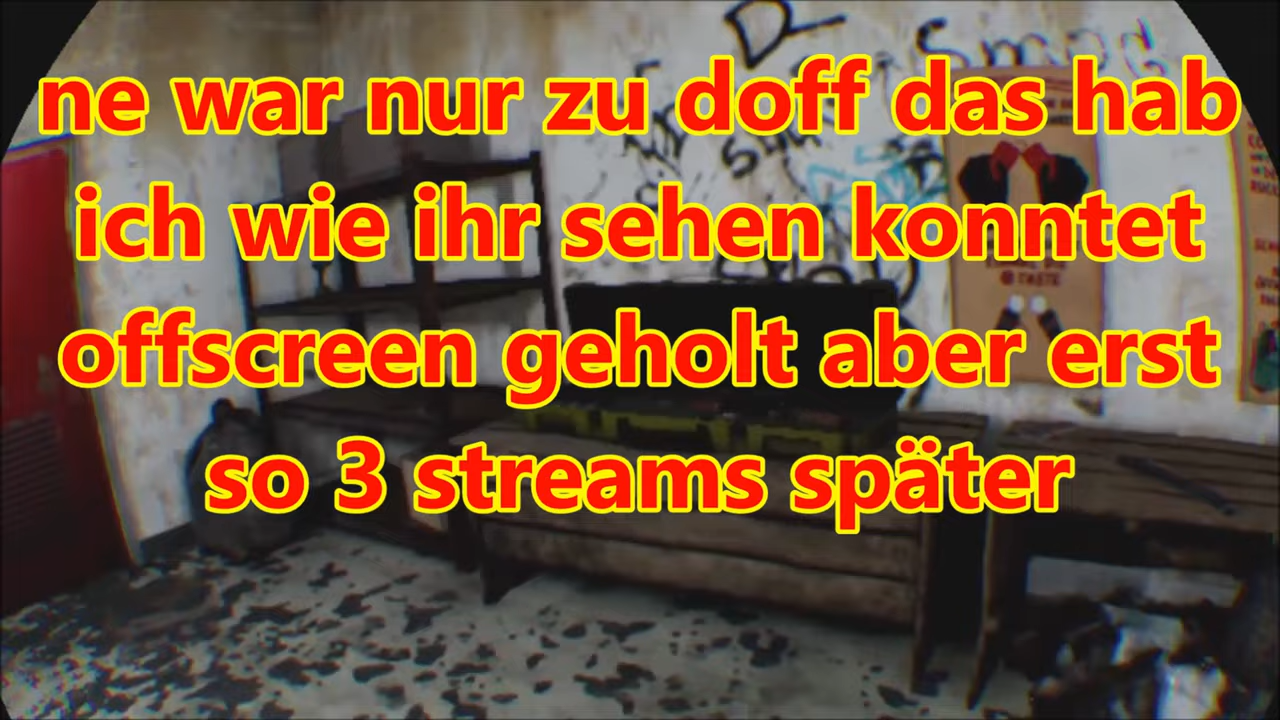 ne war nur zu doff das hab
ich wie ihr sehen konntet
offscreen geholt aber erst
so 3 streams später